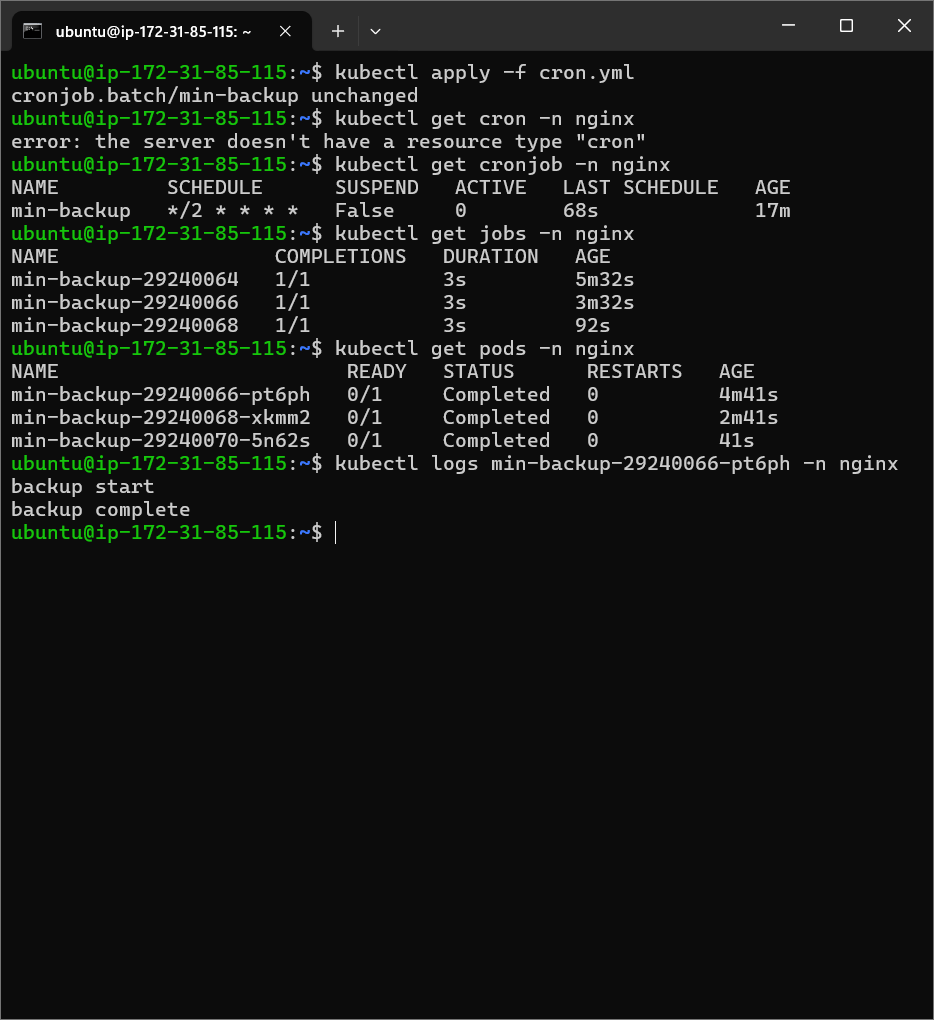 ubuntu@ip-172-31-85-115: ~
ubuntu@ip-172-31-85-115:~$ kubectl apply -f cron.yml
cronjob.batch/min-backup unchanged
ubuntu@ip-172-31-85-115:~$ kubectl get cron -n nginx
error: the server doesn't have a resource type "cron"
ubuntu@ip-172-31-85-115:~$ kubectl get cronjob -n nginx
NAME         SCHEDULE      SUSPEND   ACTIVE   LAST SCHEDULE   AGE
min-backup   */2 * * * *   False     0        68s             17m
ubuntu@ip-172-31-85-115:~$ kubectl get jobs -n nginx
NAME                  COMPLETIONS   DURATION   AGE
min-backup-29240064   1/1           3s         5m32s
min-backup-29240066   1/1           3s         3m32s
min-backup-29240068   1/1           3s         92s
ubuntu@ip-172-31-85-115:~$ kubectl get pods -n nginx
NAME                        READY   STATUS      RESTARTS   AGE
min-backup-29240066-pt6ph   0/1     Completed   0          4m41s
min-backup-29240068-xkmm2   0/1     Completed   0          2m41s
min-backup-29240070-5n62s   0/1     Completed   0          41s
ubuntu@ip-172-31-85-115:~$ kubectl logs min-backup-29240066-pt6ph -n nginx
backup start
backup complete
ubuntu@ip-172-31-85-115:~$